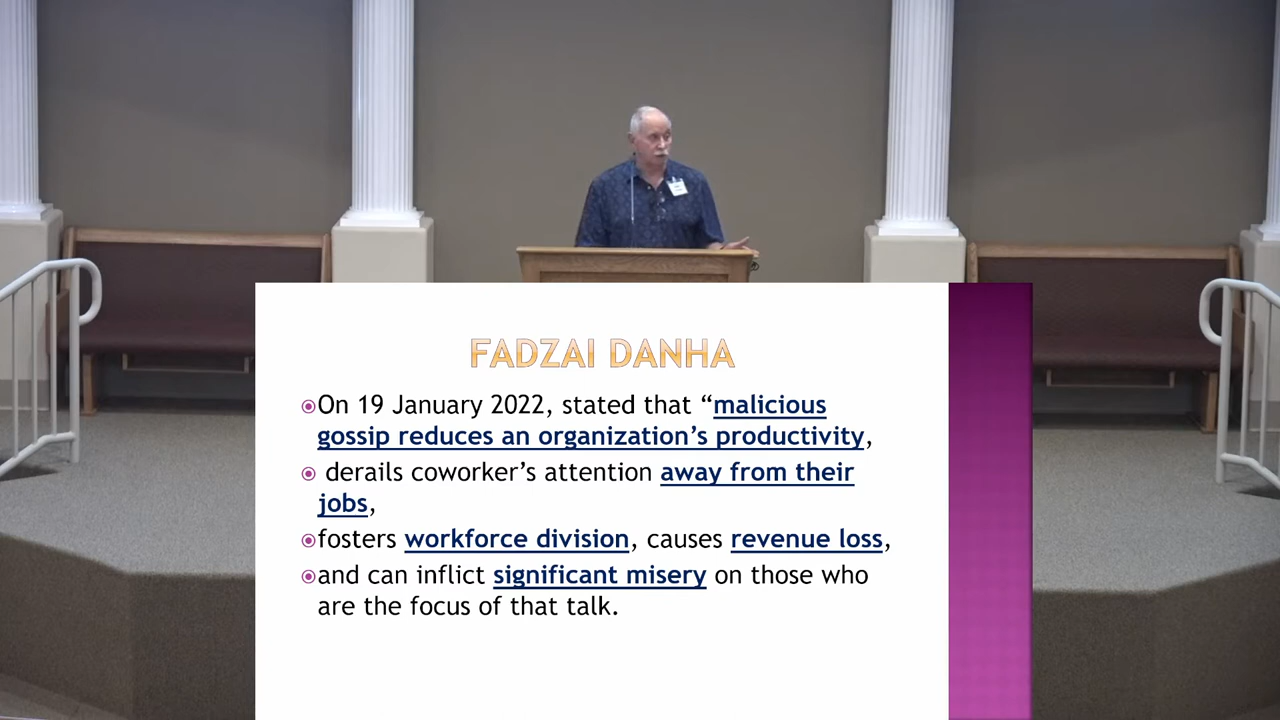 FADZAI DANHA
On 19 January 2022, stated that “malicious
gossip reduces an organization’s productivity,
derails coworker’s attention away from their
jobs,
fosters workforce division, causes revenue loss,
and can inflict significant misery on those who
are the focus of that talk.